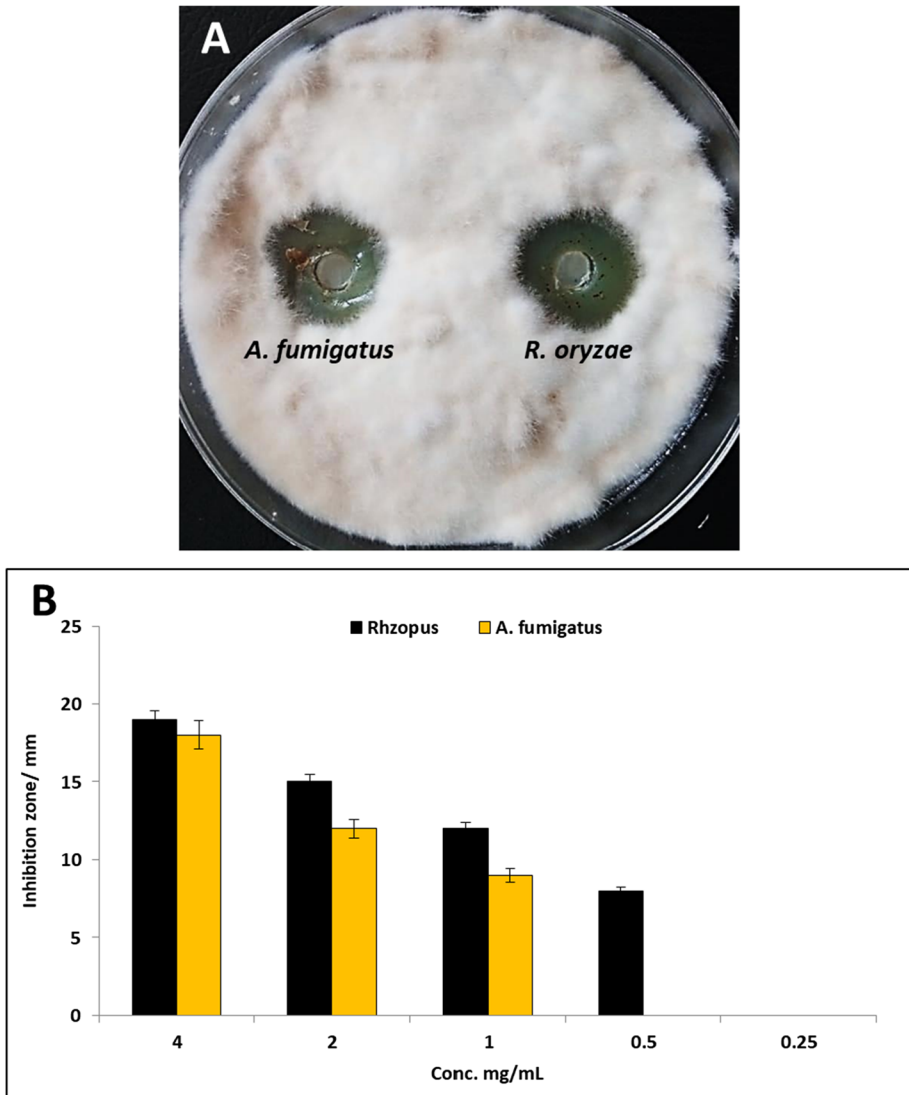 A
A. fumigatus R. oryzae
B
25
Rhzopus A. fumigatus
20
15
10
5
0
Inhibition zone/ mm
4 2 1 0.5 0.25
Conc. mg/mL